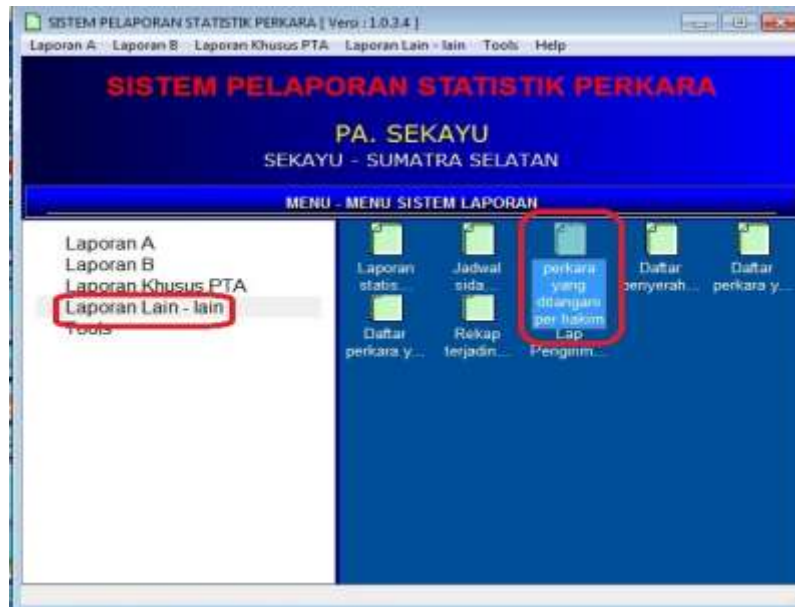 SISTEM PELAPORAN STATISTIK PERKARA [ Versi : 1.0.3.4 ]
Laporan A Laporan B Laporan Khusus PTA Laporan Lain - lain Tools Help
SISTEM PELAPORAN STATISTIK PERKARA
PA. SEKAYU
SEKAYU - SUMATRA SELATAN
MENU - MENU SISTEM LAPORAN
Laporan A
Laporan B
Laporan Khusus PTA
Laporan Lain - lain
Tools
Laporan statis...
Jadwal sida...
perkara yang ditangani per hakim
Daftar penyerah...
Daftar perkara y...
Daftar perkara y...
Rekap terjadin...
Lap Pengirim...